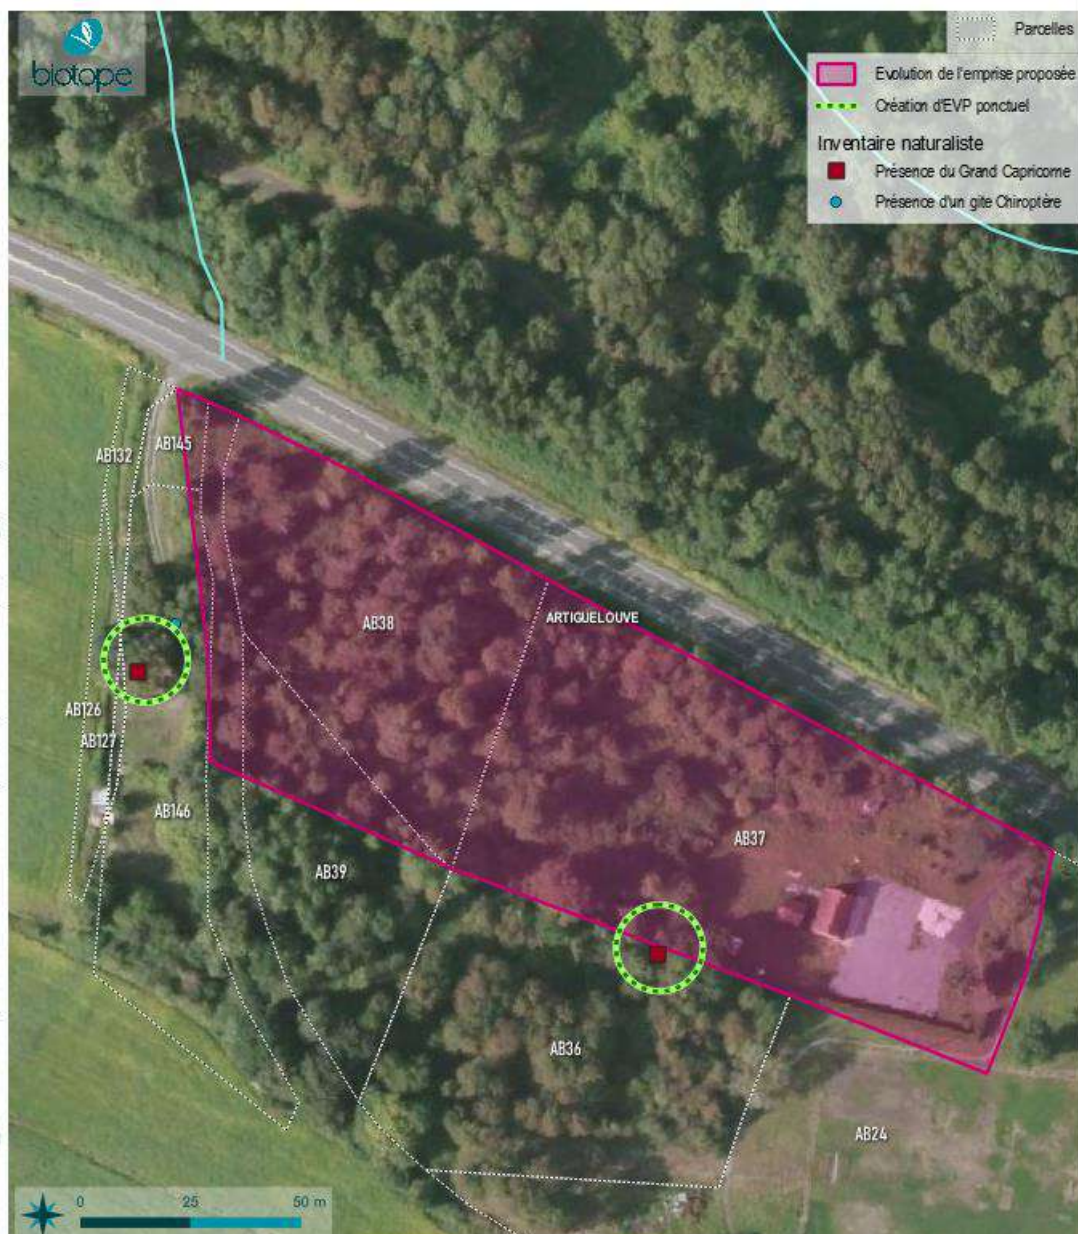 biotope
Parcelles
Evolution de l'emprise proposée
Création d'EVP ponctuel
Inventaire naturaliste
Présence du Grand Capricorne
Présence d'un gite Chiroptère
AB132
AB145
AB38
ARTIGUELOUVE
AB126
AB127
AB146
AB39
AB37
AB36
AB24
0 25 50 m